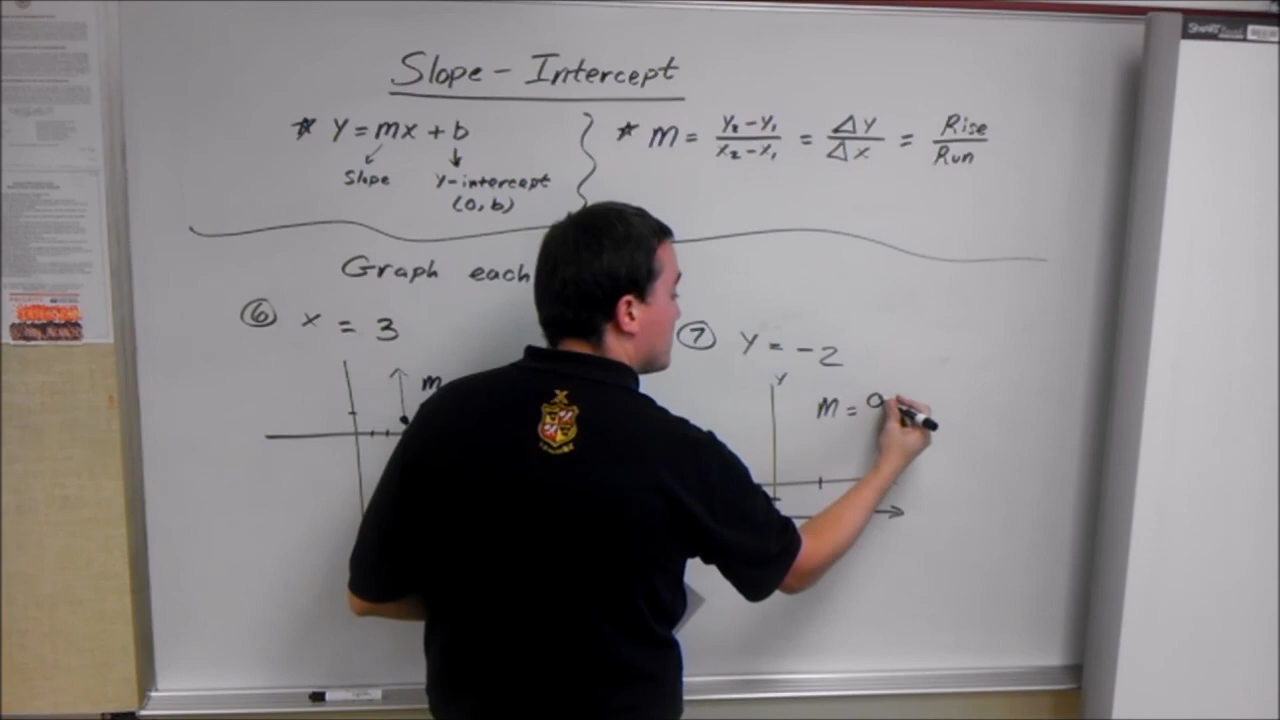 Slope - Intercept
* y = mx + b
Slope
y-intercept
(0, b)
* M = y₂ - y₁ / x₂ - x₁ = Δy / Δx = Rise / Run
Graph each
⑥ x = 3
m
⑦ y = -2
y
M = 0